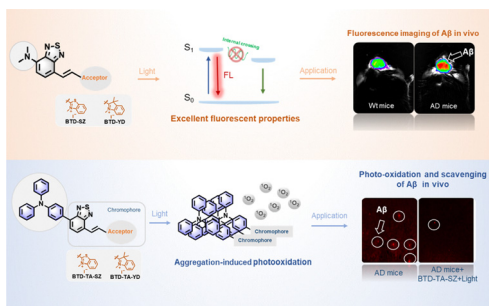 Fluorescence imaging of Aβ in vivo
S₁
Internal crossing
Aβ
Acceptor
Light
FL
Application
S₀
Wt mice
AD mice
BTD-SZ
BTD-YD
Excellent fluorescent properties
Photo-oxidation and scavenging
of Aβ in vivo
Chromophore
Light
Application
Aβ
Acceptor
Chromophore
Chromophore
AD mice
AD mice+
BTD-TA-SZ+Light
BTD-TA-SZ
BTD-TA-YD
Aggregation-induced photooxidation